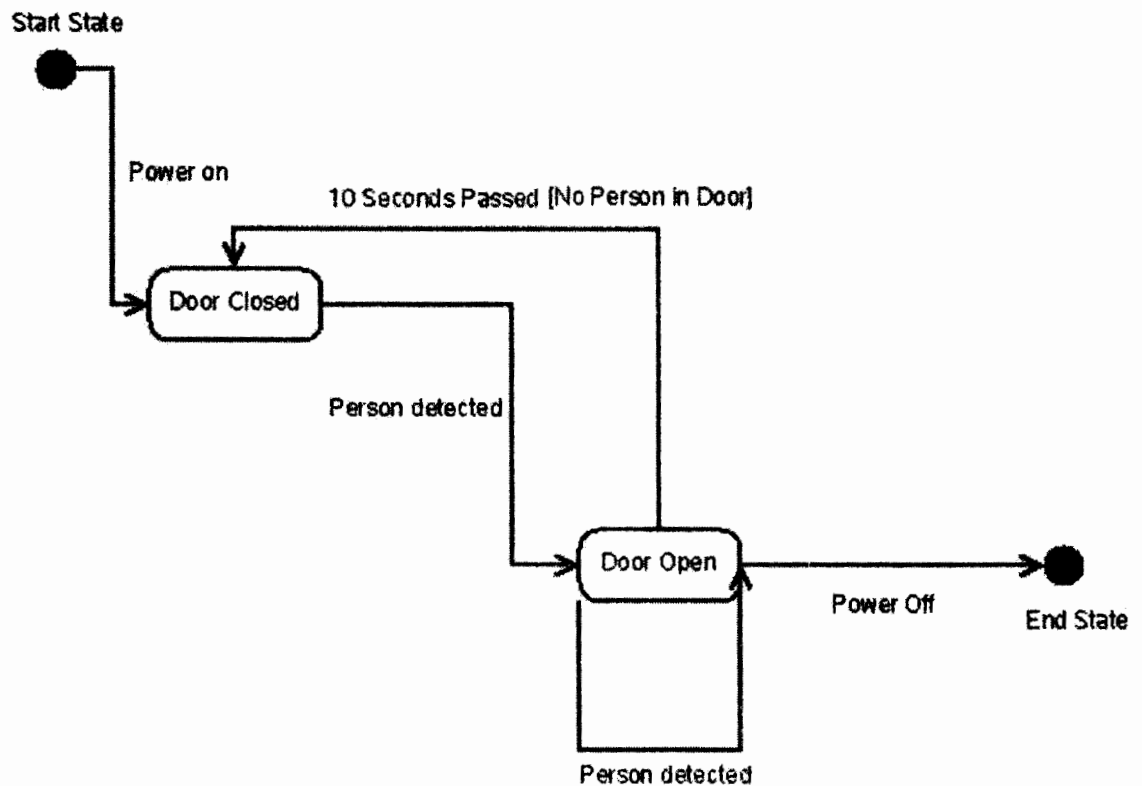 Start State
Power on
10 Seconds Passed [No Person in Door]
Door Closed
Person detected
Door Open
Power Off
End State
Person detected